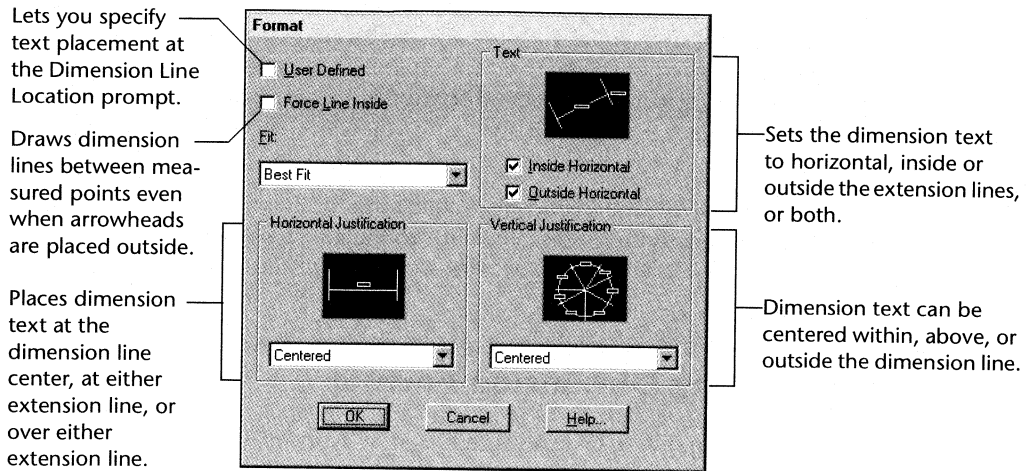 Lets you specify
text placement at
the Dimension Line
Location prompt.
Draws dimension
lines between mea-
sured points even
when arrowheads
are placed outside.
Places dimension
text at the
dimension line
center, at either
extension line, or
over either
extension line.
Format
User Defined
Force Line Inside
Fit:
Best Fit
Text
Inside Horizontal
Outside Horizontal
Horizontal Justification
Centered
Vertical Justification
Centered
OK
Cancel
Help...
Sets the dimension text
to horizontal, inside or
outside the extension lines,
or both.
Dimension text can be
centered within, above, or
outside the dimension line.